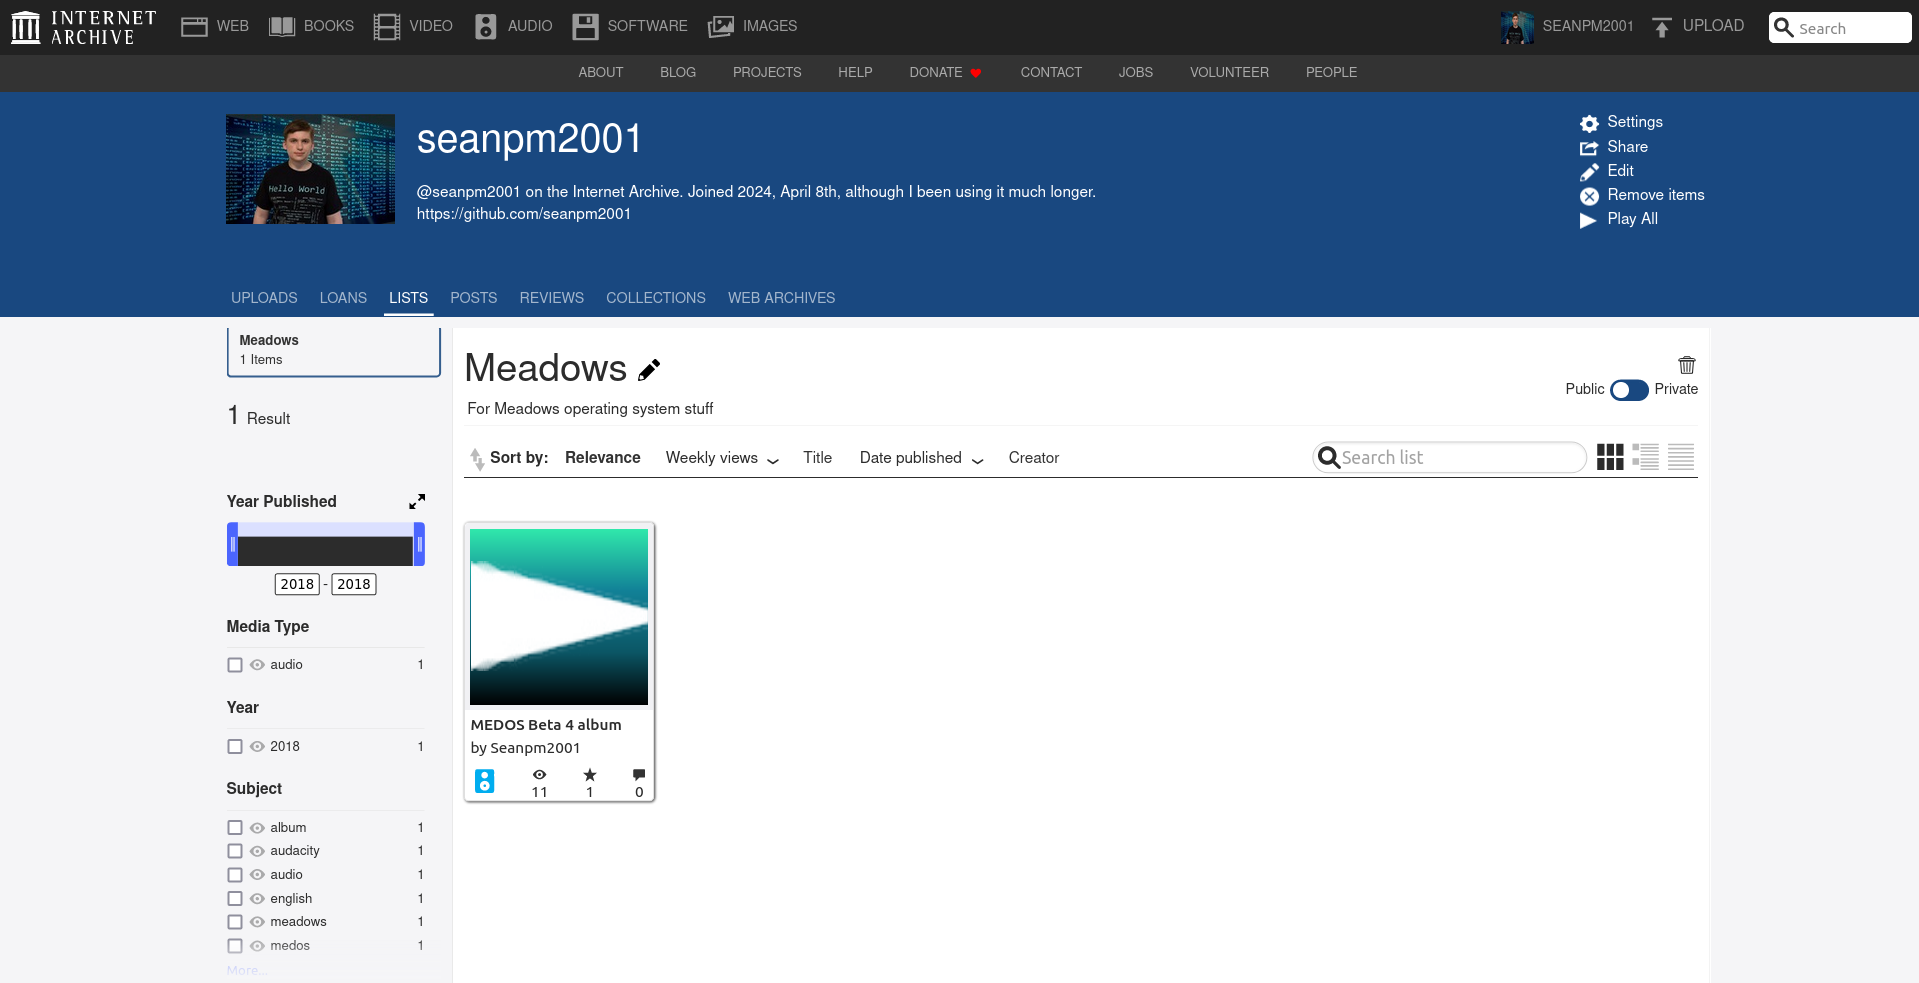 INTERNET ARCHIVE
WEB BOOKS VIDEO AUDIO SOFTWARE IMAGES
SEANPM2001 UPLOAD Search
ABOUT BLOG PROJECTS HELP DONATE CONTACT JOBS VOLUNTEER PEOPLE
seanpm2001
Hello World
@seanpm2001 on the Internet Archive. Joined 2024, April 8th, although I been using it much longer.
https://github.com/seanpm2001
Settings
Share
Edit
Remove items
Play All
UPLOADS LOANS LISTS POSTS REVIEWS COLLECTIONS WEB ARCHIVES
Meadows
1 Items
1 Result
Year Published
2018 - 2018
Media Type
audio 1
Year
2018 1
Subject
album 1
audacity 1
audio 1
english 1
meadows 1
medos 1
More...
Meadows
For Meadows operating system stuff
Public Private
Sort by: Relevance Weekly views Title Date published Creator
Search list
MEDOS Beta 4 album
by Seanpm2001
11 1 0